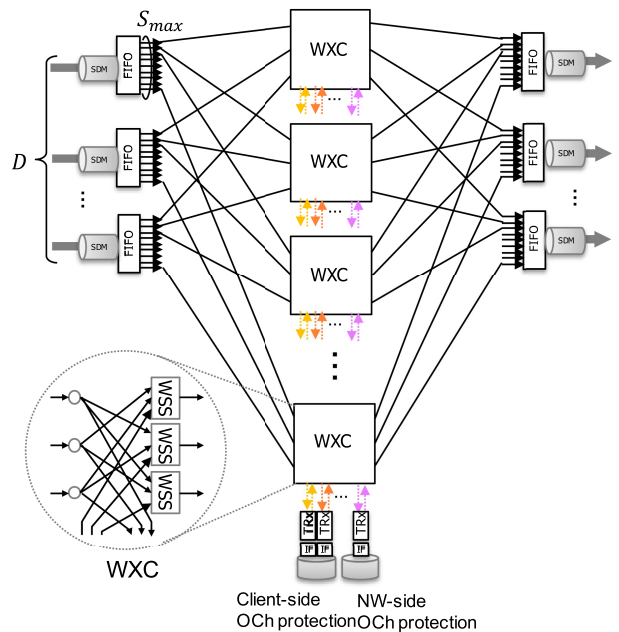 S_max
WXC
SDM
FIFO
FIFO
SDM
...
D
SDM
FIFO
WXC
FIFO
SDM
...
...
...
SDM
FIFO
WXC
FIFO
SDM
...
...
WSS
WSS
WSS
WXC
...
TRx
TRx
TRx
IF
IF
IF
WXC
Client-side
OCh protection
NW-side
OCh protection